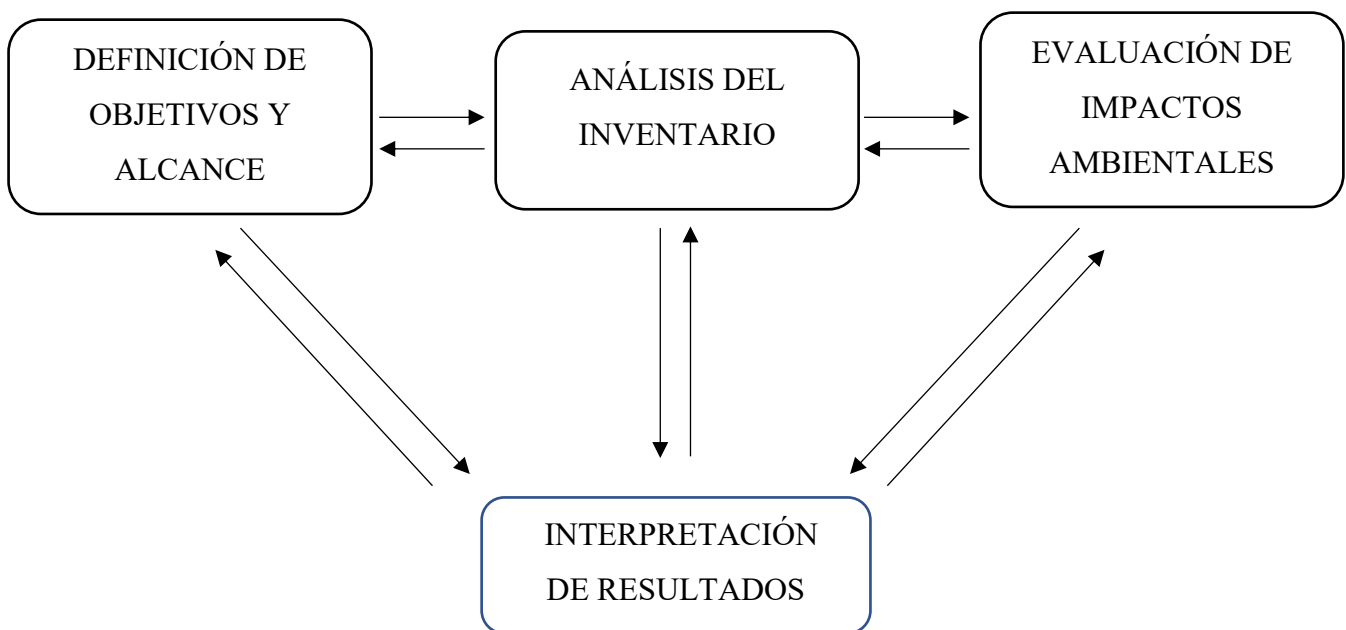 DEFINICIÓN DE
OBJETIVOS Y
ALCANCE
ANÁLISIS DEL
INVENTARIO
EVALUACIÓN DE
IMPACTOS
AMBIENTALES
INTERPRETACIÓN
DE RESULTADOS